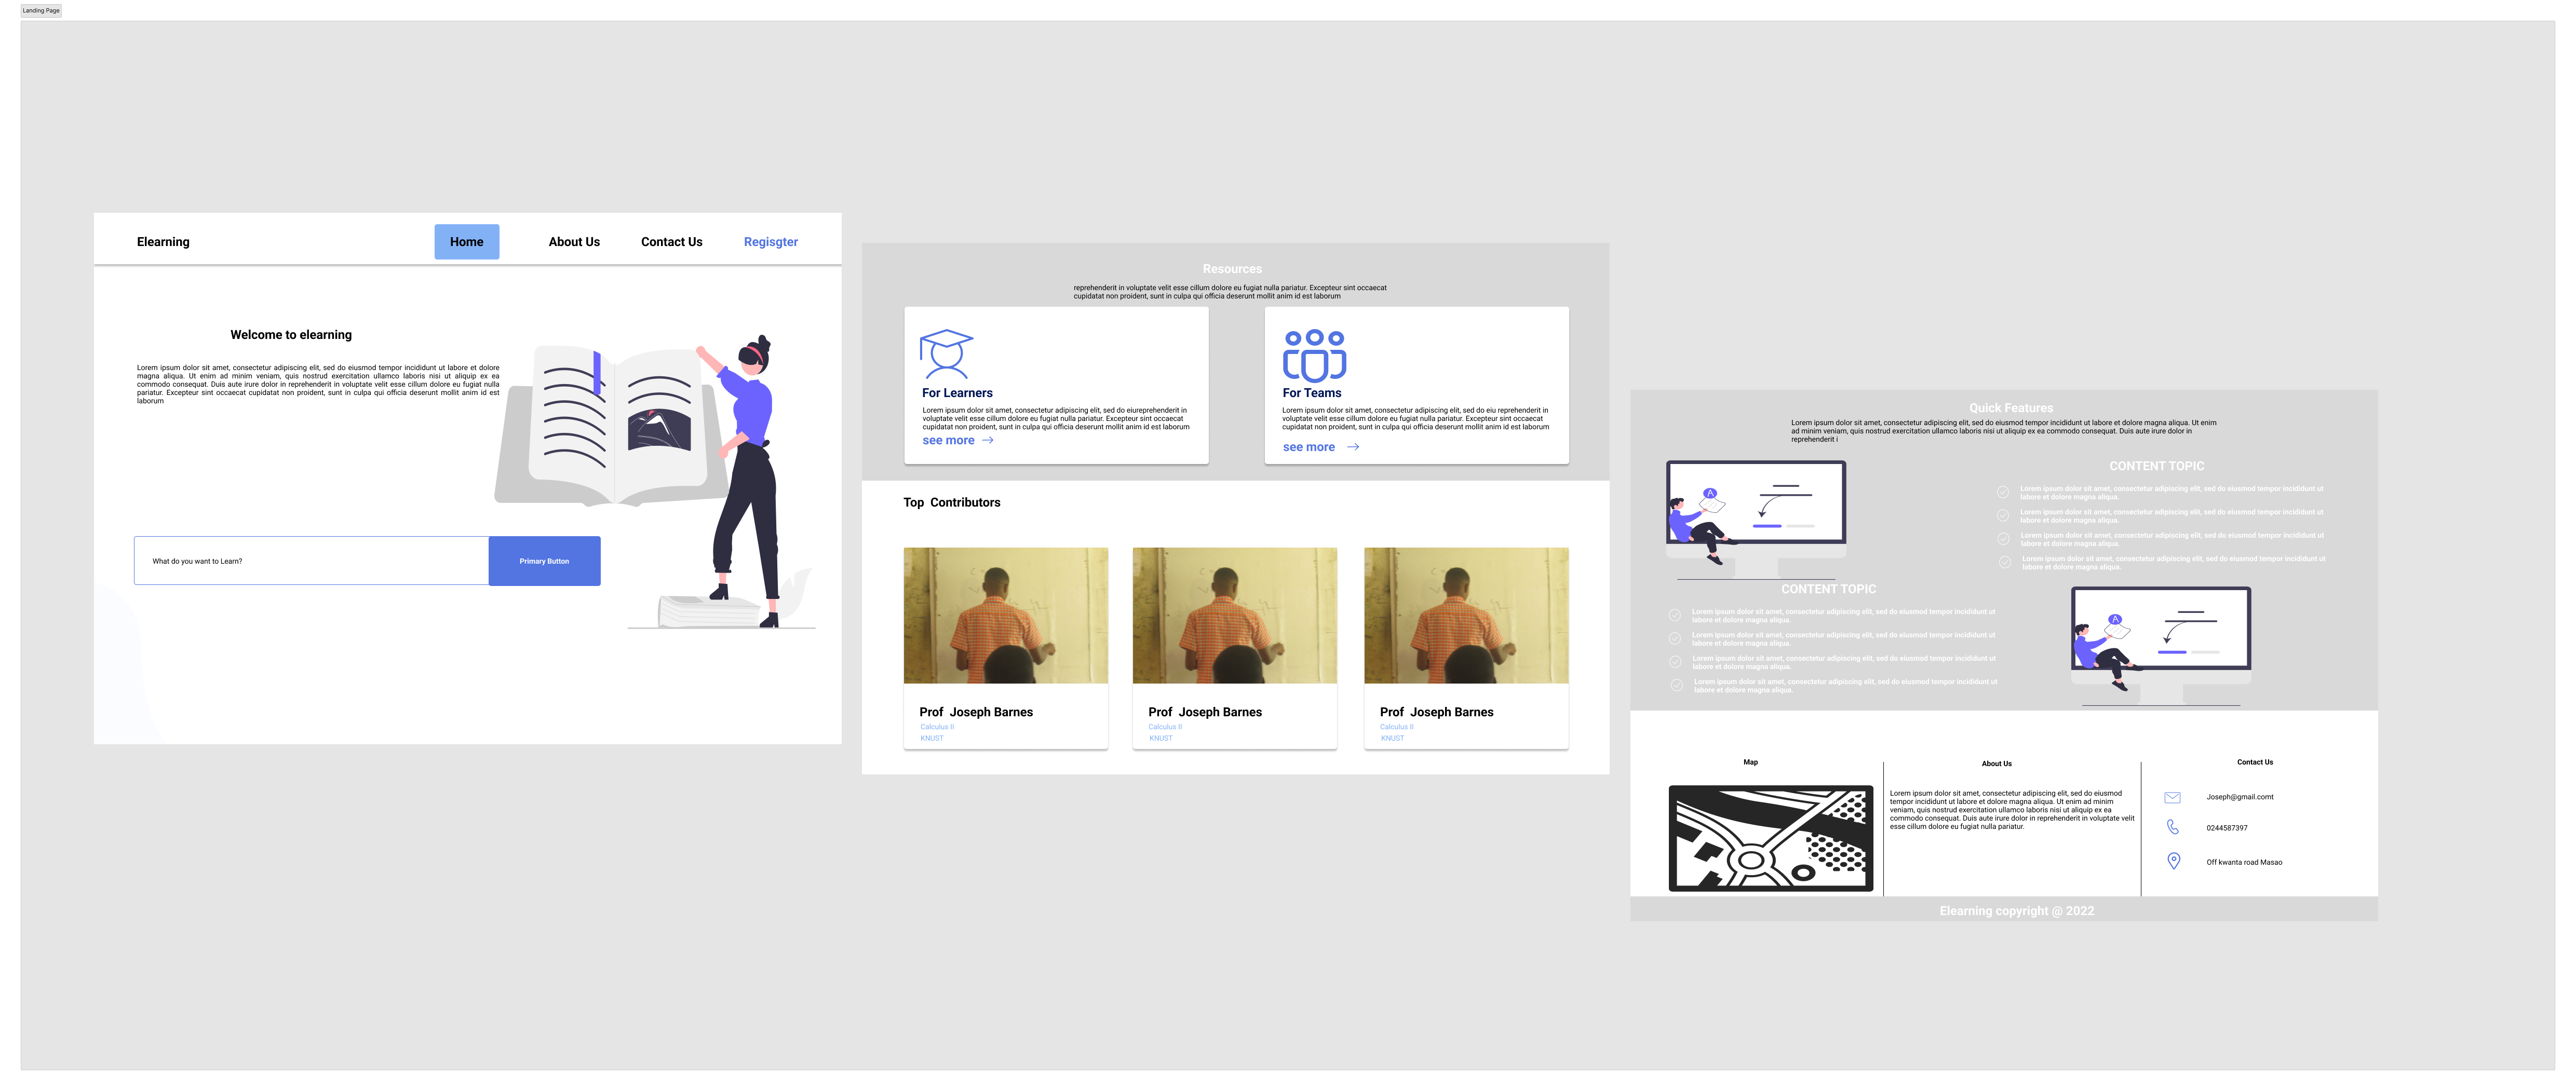 Landing Page
Elearning
Home
About Us
Contact Us
Regisgter
Welcome to elearning
Lorem ipsum dolor sit amet, consectetur adipiscing elit, sed do eiusmod tempor incididunt ut labore et dolore
magna aliqua. Ut enim ad minim veniam, quis nostrud exercitation ullamco laboris nisi ut aliquip ex ea
commodo consequat. Duis aute irure dolor in reprehenderit in voluptate velit esse cillum dolore eu fugiat nulla
pariatur. Excepteur sint occaecat cupidatat non proident, sunt in culpa qui officia deserunt mollit anim id est
laborum
What do you want to Learn?
Primary Button
Resources
reprehenderit in voluptate velit esse cillum dolore eu fugiat nulla pariatur. Excepteur sint occaecat
cupidatat non proident, sunt in culpa qui officia deserunt mollit anim id est laborum
For Learners
Lorem ipsum dolor sit amet, consectetur adipiscing elit, sed do eiureprehenderit in
voluptate velit esse cillum dolore eu fugiat nulla pariatur. Excepteur sint occaecat
cupidatat non proident, sunt in culpa qui officia deserunt mollit anim id est laborum
see more
For Teams
Lorem ipsum dolor sit amet, consectetur adipiscing elit, sed do eiu reprehenderit in
voluptate velit esse cillum dolore eu fugiat nulla pariatur. Excepteur sint occaecat
cupidatat non proident, sunt in culpa qui officia deserunt mollit anim id est laborum
see more
Top Contributors
Prof Joseph Barnes
Calculus II
KNUST
Prof Joseph Barnes
Calculus II
KNUST
Prof Joseph Barnes
Calculus II
KNUST
Quick Features
Lorem ipsum dolor sit amet, consectetur adipiscing elit, sed do eiusmod tempor incididunt ut labore et dolore magna aliqua. Ut enim
ad minim veniam, quis nostrud exercitation ullamco laboris nisi ut aliquip ex ea commodo consequat. Duis aute irure dolor in
reprehenderit i
A
CONTENT TOPIC
Lorem ipsum dolor sit amet, consectetur adipiscing elit, sed do eiusmod tempor incididunt ut
labore et dolore magna aliqua.
Lorem ipsum dolor sit amet, consectetur adipiscing elit, sed do eiusmod tempor incididunt ut
labore et dolore magna aliqua.
Lorem ipsum dolor sit amet, consectetur adipiscing elit, sed do eiusmod tempor incididunt ut
labore et dolore magna aliqua.
Lorem ipsum dolor sit amet, consectetur adipiscing elit, sed do eiusmod tempor incididunt ut
labore et dolore magna aliqua.
CONTENT TOPIC
Lorem ipsum dolor sit amet, consectetur adipiscing elit, sed do eiusmod tempor incididunt ut
labore et dolore magna aliqua.
Lorem ipsum dolor sit amet, consectetur adipiscing elit, sed do eiusmod tempor incididunt ut
labore et dolore magna aliqua.
Lorem ipsum dolor sit amet, consectetur adipiscing elit, sed do eiusmod tempor incididunt ut
labore et dolore magna aliqua.
Lorem ipsum dolor sit amet, consectetur adipiscing elit, sed do eiusmod tempor incididunt ut
labore et dolore magna aliqua.
A
Map
About Us
Lorem ipsum dolor sit amet, consectetur adipiscing elit, sed do eiusmod
tempor incididunt ut labore et dolore magna aliqua. Ut enim ad minim
veniam, quis nostrud exercitation ullamco laboris nisi ut aliquip ex ea
commodo consequat. Duis aute irure dolor in reprehenderit in voluptate velit
esse cillum dolore eu fugiat nulla pariatur.
Contact Us
Joseph@gmail.comt
0244587397
Off kwanta road Masao
Elearning copyright @ 2022